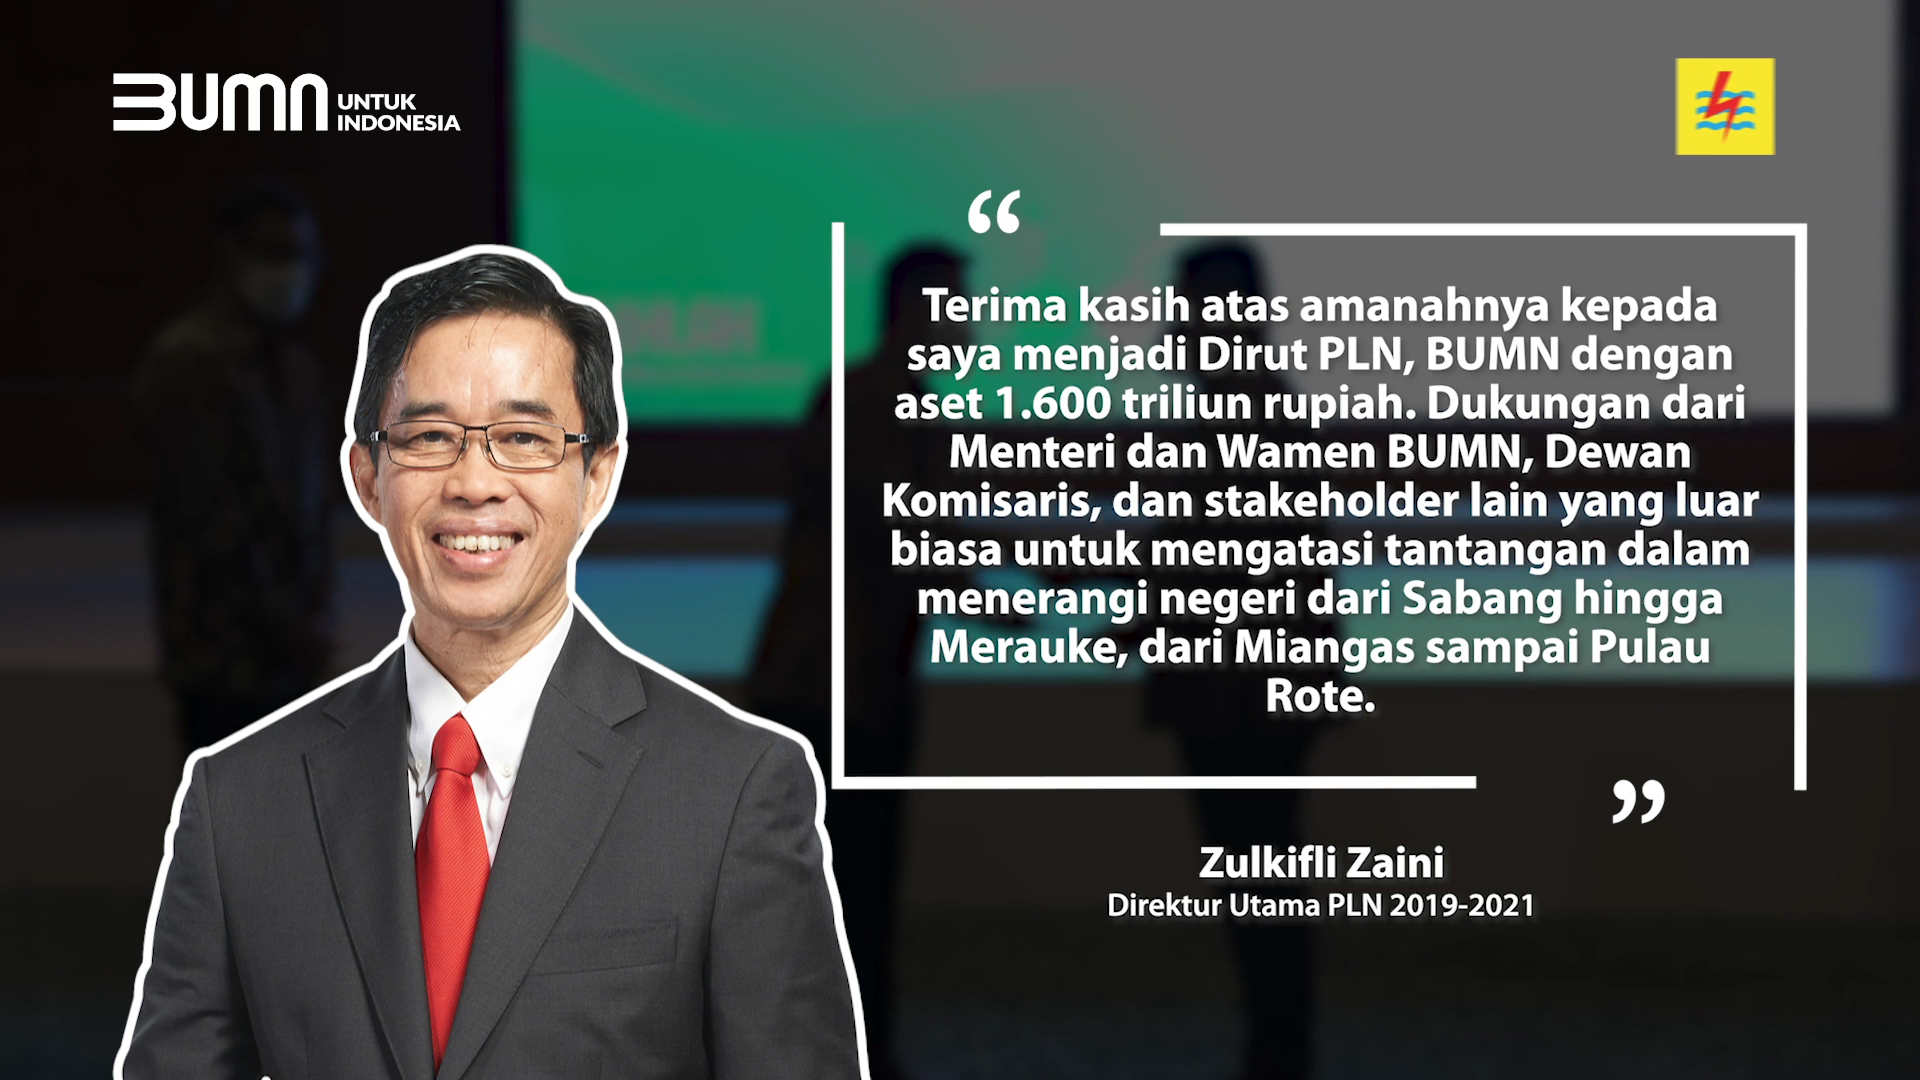 BUMN UNTUK
INDONESIA
“
Terima kasih atas amanahnya kepada
saya menjadi Dirut PLN, BUMN dengan
aset 1.600 triliun rupiah. Dukungan dari
Menteri dan Wamen BUMN, Dewan
Komisaris, dan stakeholder lain yang luar
biasa untuk mengatasi tantangan dalam
menerangi negeri dari Sabang hingga
Merauke, dari Miangas sampai Pulau
Rote.
”
Zulkifli Zaini
Direktur Utama PLN 2019-2021